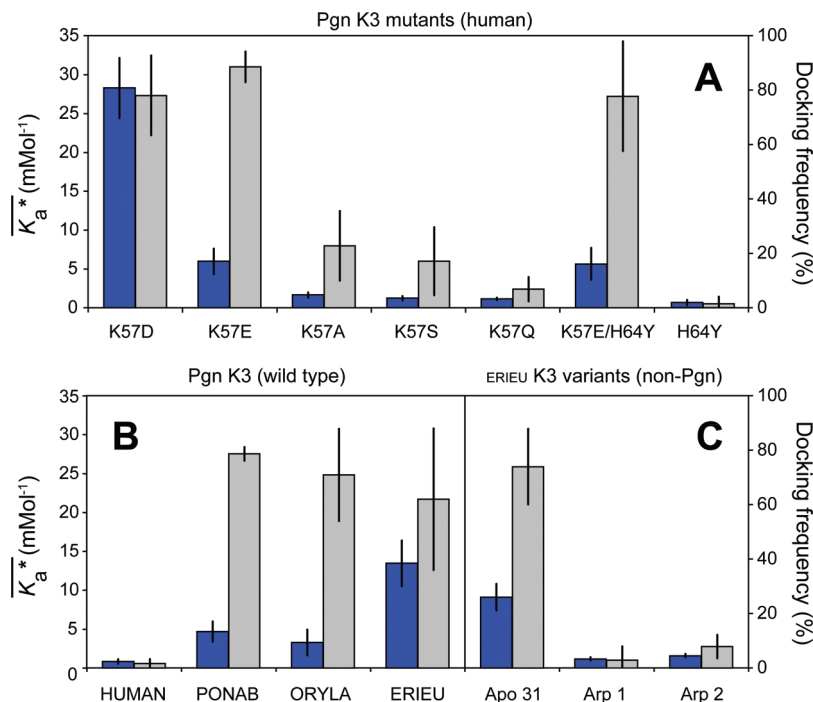 Pgn K3 mutants (human)
A
35
30
25
20
15
10
5
0
Ka* (mMol-1)
100
80
60
40
20
0
Docking frequency (%)
K57D K57E K57A K57S K57Q K57E/H64Y H64Y
Pgn K3 (wild type) ERIEU K3 variants (non-Pgn)
B C
35
30
25
20
15
10
5
0
Ka* (mMol-1)
100
80
60
40
20
0
Docking frequency (%)
HUMAN PONAB ORYLA ERIEU Apo 31 Arp 1 Arp 2